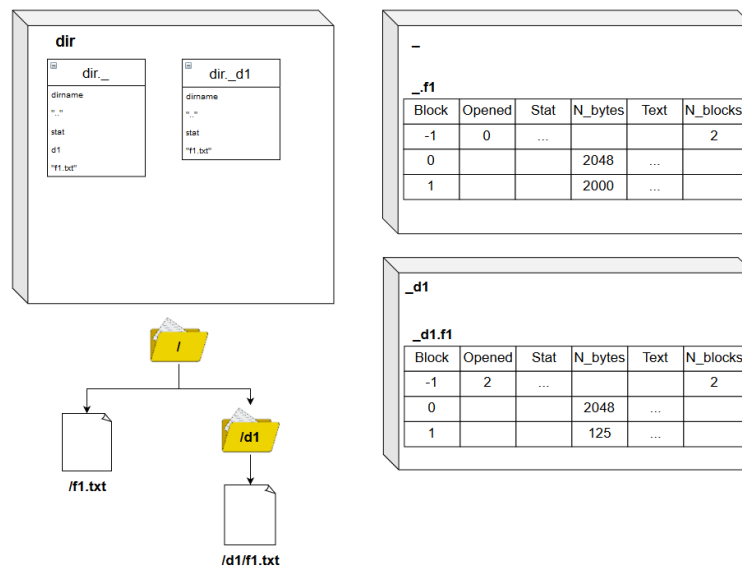 dir
dir._
dirname
".."
stat
d1
"f1.txt"
dir._d1
dirname
".."
stat
"f1.txt"
/
/d1
/f1.txt
/d1/f1.txt
_
_.f1
Block Opened Stat N_bytes Text N_blocks
-1 0 ... 2
0 2048 ...
1 2000 ...
_d1
_d1.f1
Block Opened Stat N_bytes Text N_blocks
-1 2 ... 2
0 2048 ...
1 125 ...